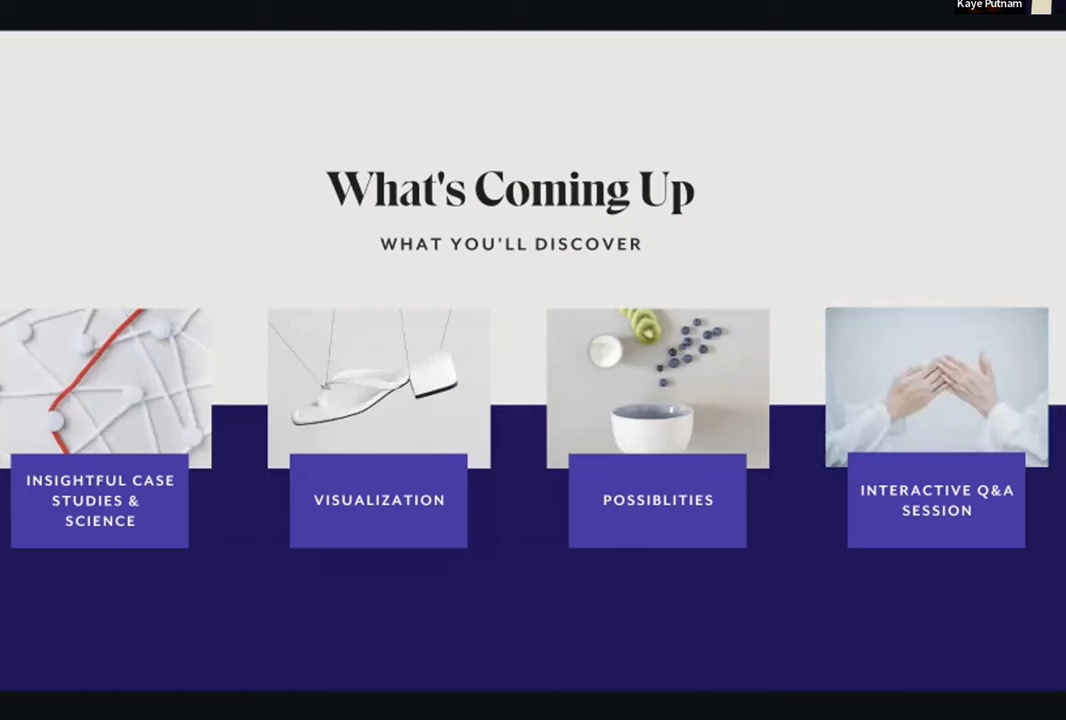 Kaye Putnam
What's Coming Up
WHAT YOU'LL DISCOVER
INSIGHTFUL CASE
STUDIES &
SCIENCE
VISUALIZATION
POSSIBLITIES
INTERACTIVE Q&A
SESSION